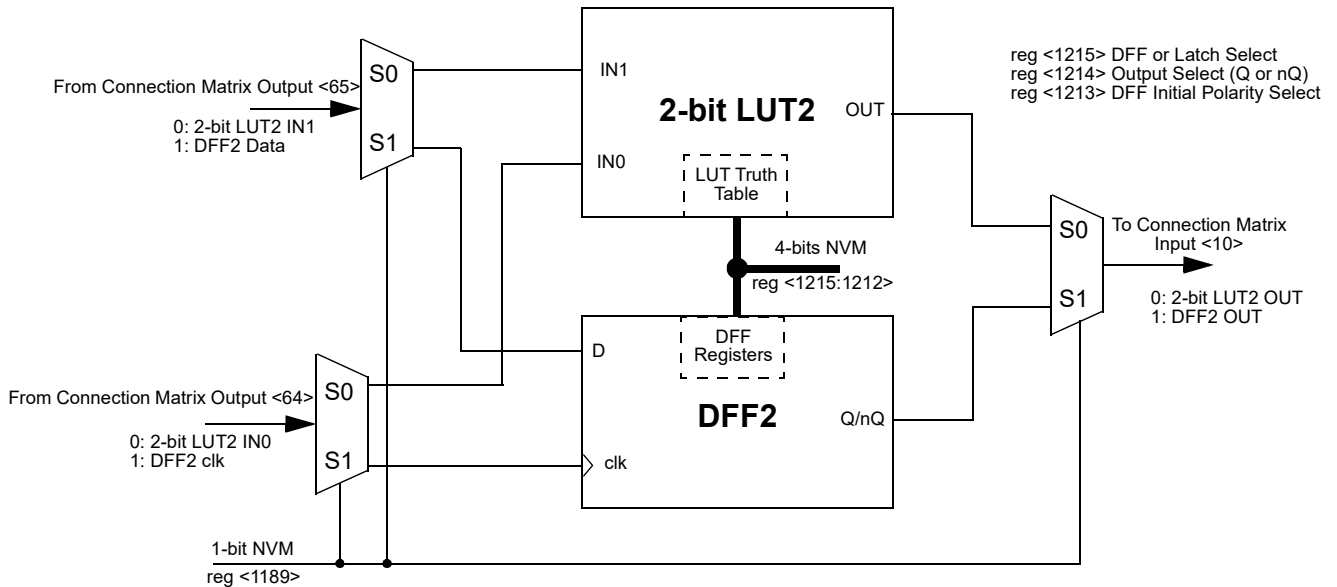 reg <1215> DFF or Latch Select
reg <1214> Output Select (Q or nQ)
reg <1213> DFF Initial Polarity Select
From Connection Matrix Output <65>
0: 2-bit LUT2 IN1
1: DFF2 Data
S0
S1
IN1
IN0
2-bit LUT2
OUT
LUT Truth
Table
4-bits NVM
reg <1215:1212>
S0
S1
To Connection Matrix
Input <10>
0: 2-bit LUT2 OUT
1: DFF2 OUT
DFF
Registers
D
DFF2
Q/nQ
clk
From Connection Matrix Output <64>
0: 2-bit LUT2 IN0
1: DFF2 clk
S0
S1
1-bit NVM
reg <1189>